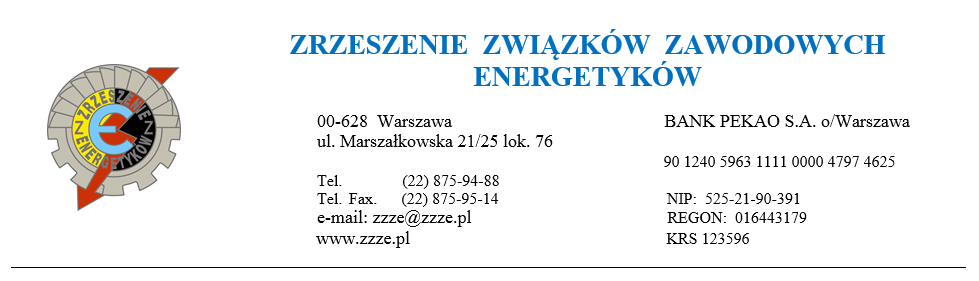 ZRZESZENIE ZWIĄZKÓW ZAWODOWYCH
ENERGETYKÓW
ZRZESZENIE
ENERGETYKÓW
00-628 Warszawa
ul. Marszałkowska 21/25 lok. 76
Tel. (22) 875-94-88
Tel. Fax. (22) 875-95-14
e-mail: zzze@zzze.pl
www.zzze.pl
BANK PEKAO S.A. o/Warszawa
90 1240 5963 1111 0000 4797 4625
NIP: 525-21-90-391
REGON: 016443179
KRS 123596